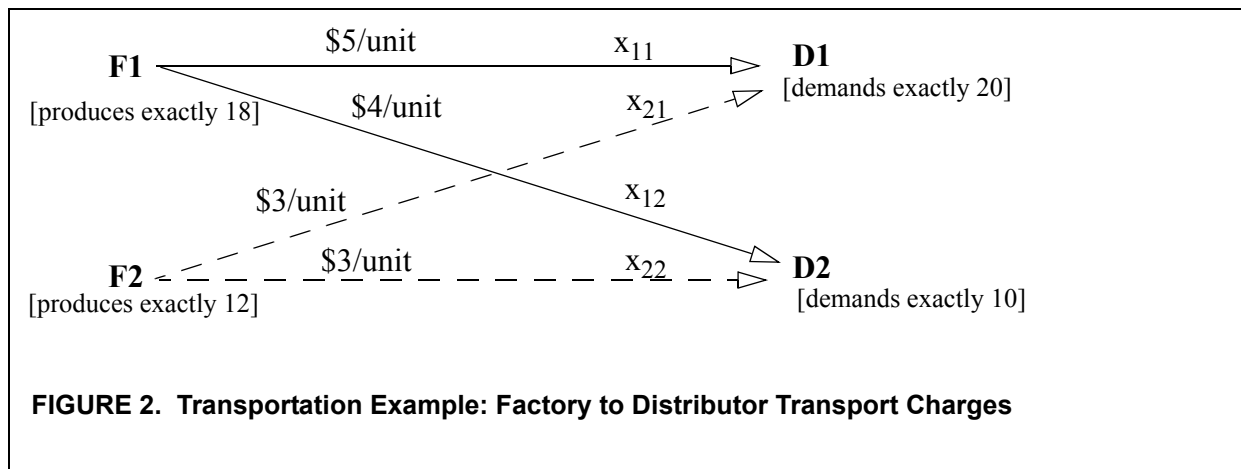 $5/unit x11
F1 D1
[produces exactly 18] [demands exactly 20]
$4/unit x21
$3/unit x12
F2 $3/unit x22 D2
[produces exactly 12] [demands exactly 10]
FIGURE 2. Transportation Example: Factory to Distributor Transport Charges